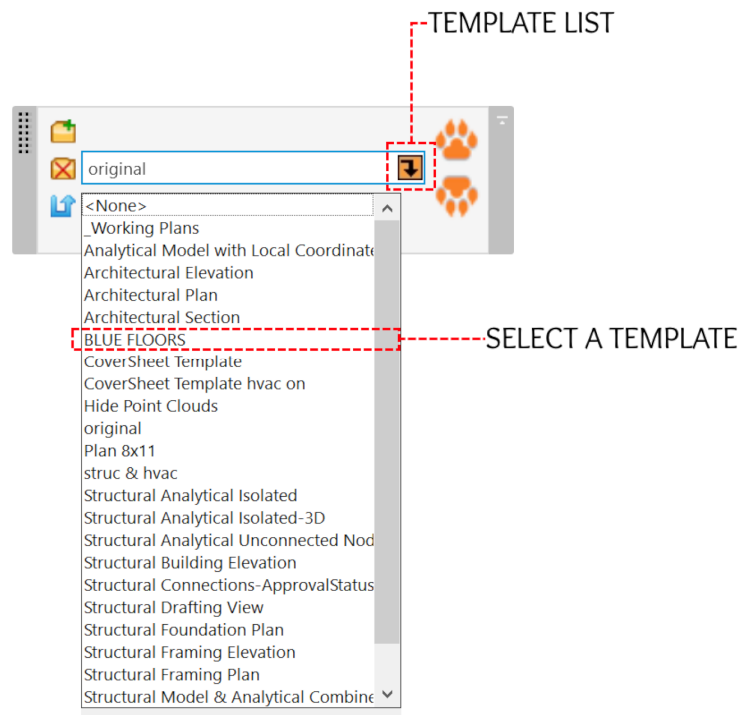 TEMPLATE LIST
original
<None>
_Working Plans
Analytical Model with Local Coordinate
Architectural Elevation
Architectural Plan
Architectural Section
BLUE FLOORS
SELECT A TEMPLATE
CoverSheet Template
CoverSheet Template hvac on
Hide Point Clouds
original
Plan 8x11
struc & hvac
Structural Analytical Isolated
Structural Analytical Isolated-3D
Structural Analytical Unconnected Nod
Structural Building Elevation
Structural Connections-ApprovalStatus
Structural Drafting View
Structural Foundation Plan
Structural Framing Elevation
Structural Framing Plan
Structural Model & Analytical Combine